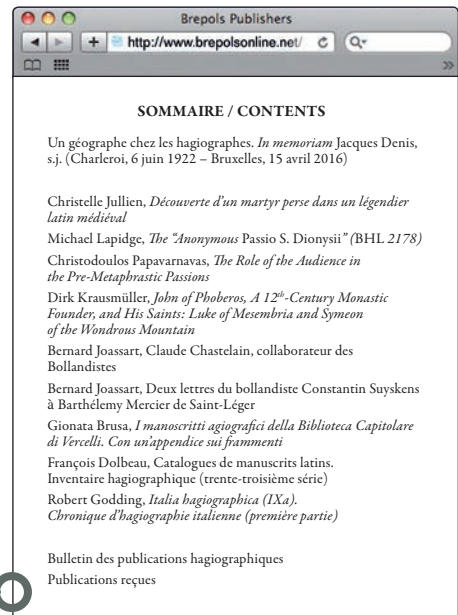 Brepols Publishers
http://www.brepolsonline.net/
SOMMAIRE / CONTENTS
Un géographe chez les hagiographes. In memoriam Jacques Denis,
s.j. (Charleroi, 6 juin 1922 – Bruxelles, 15 avril 2016)
Christelle Jullien, Découverte d’un martyr perse dans un légendier
latin médiéval
Michael Lapidge, The “Anonymous Passio S. Dionysii” (BHL 2178)
Christodoulos Papavarnavas, The Role of the Audience in
the Pre-Metaphrastic Passions
Dirk Krausmüller, John of Phoberos, A 12th-Century Monastic
Founder, and His Saints: Luke of Mesembria and Symeon
of the Wondrous Mountain
Bernard Joassart, Claude Chastelain, collaborateur des
Bollandistes
Bernard Joassart, Deux lettres du bollandiste Constantin Suyskens
à Barthélemy Mercier de Saint-Léger
Gionata Brusa, I manoscritti agiografici della Biblioteca Capitolare
di Vercelli. Con un’appendice sui frammenti
François Dolbeau, Catalogues de manuscrits latins.
Inventaire hagiographique (trente-troisième série)
Robert Godding, Italia hagiographica (IXa).
Chronique d’hagiographie italienne (première partie)
Bulletin des publications hagiographiques
Publications reçues